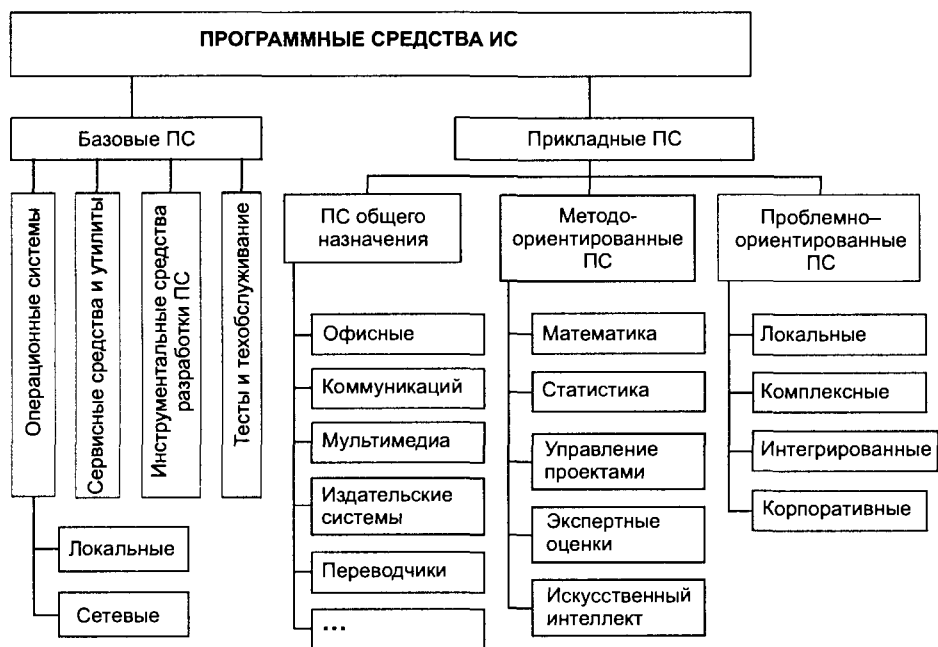 ПРОГРАММНЫЕ СРЕДСТВА ИС
Базовые ПС
Прикладные ПС
Операционные системы
Сервисные средства и утилиты
Инструментальные средства
разработки ПС
Тесты и техобслуживание
Локальные
Сетевые
ПС общего
назначения
Офисные
Коммуникаций
Мультимедиа
Издательские
системы
Переводчики
...
Методо-
ориентированные
ПС
Математика
Статистика
Управление
проектами
Экспертные
оценки
Искусственный
интеллект
Проблемно–
ориентированные
ПС
Локальные
Комплексные
Интегрированные
Корпоративные